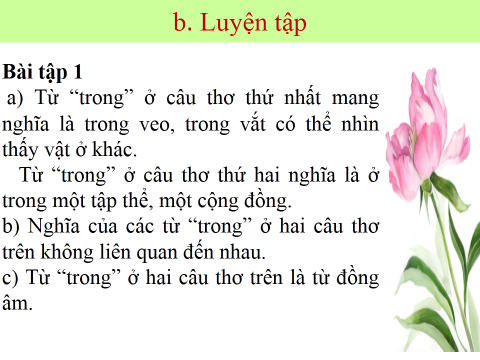 b. Luyện tập
Bài tập 1
a) Từ “trong” ở câu thơ thứ nhất mang
nghĩa là trong veo, trong vắt có thể nhìn
thấy vật ở khác.
Từ “trong” ở câu thơ thứ hai nghĩa là ở
trong một tập thể, một cộng đồng.
b) Nghĩa của các từ “trong” ở hai câu thơ
trên không liên quan đến nhau.
c) Từ “trong” ở hai câu thơ trên là từ đồng
âm.